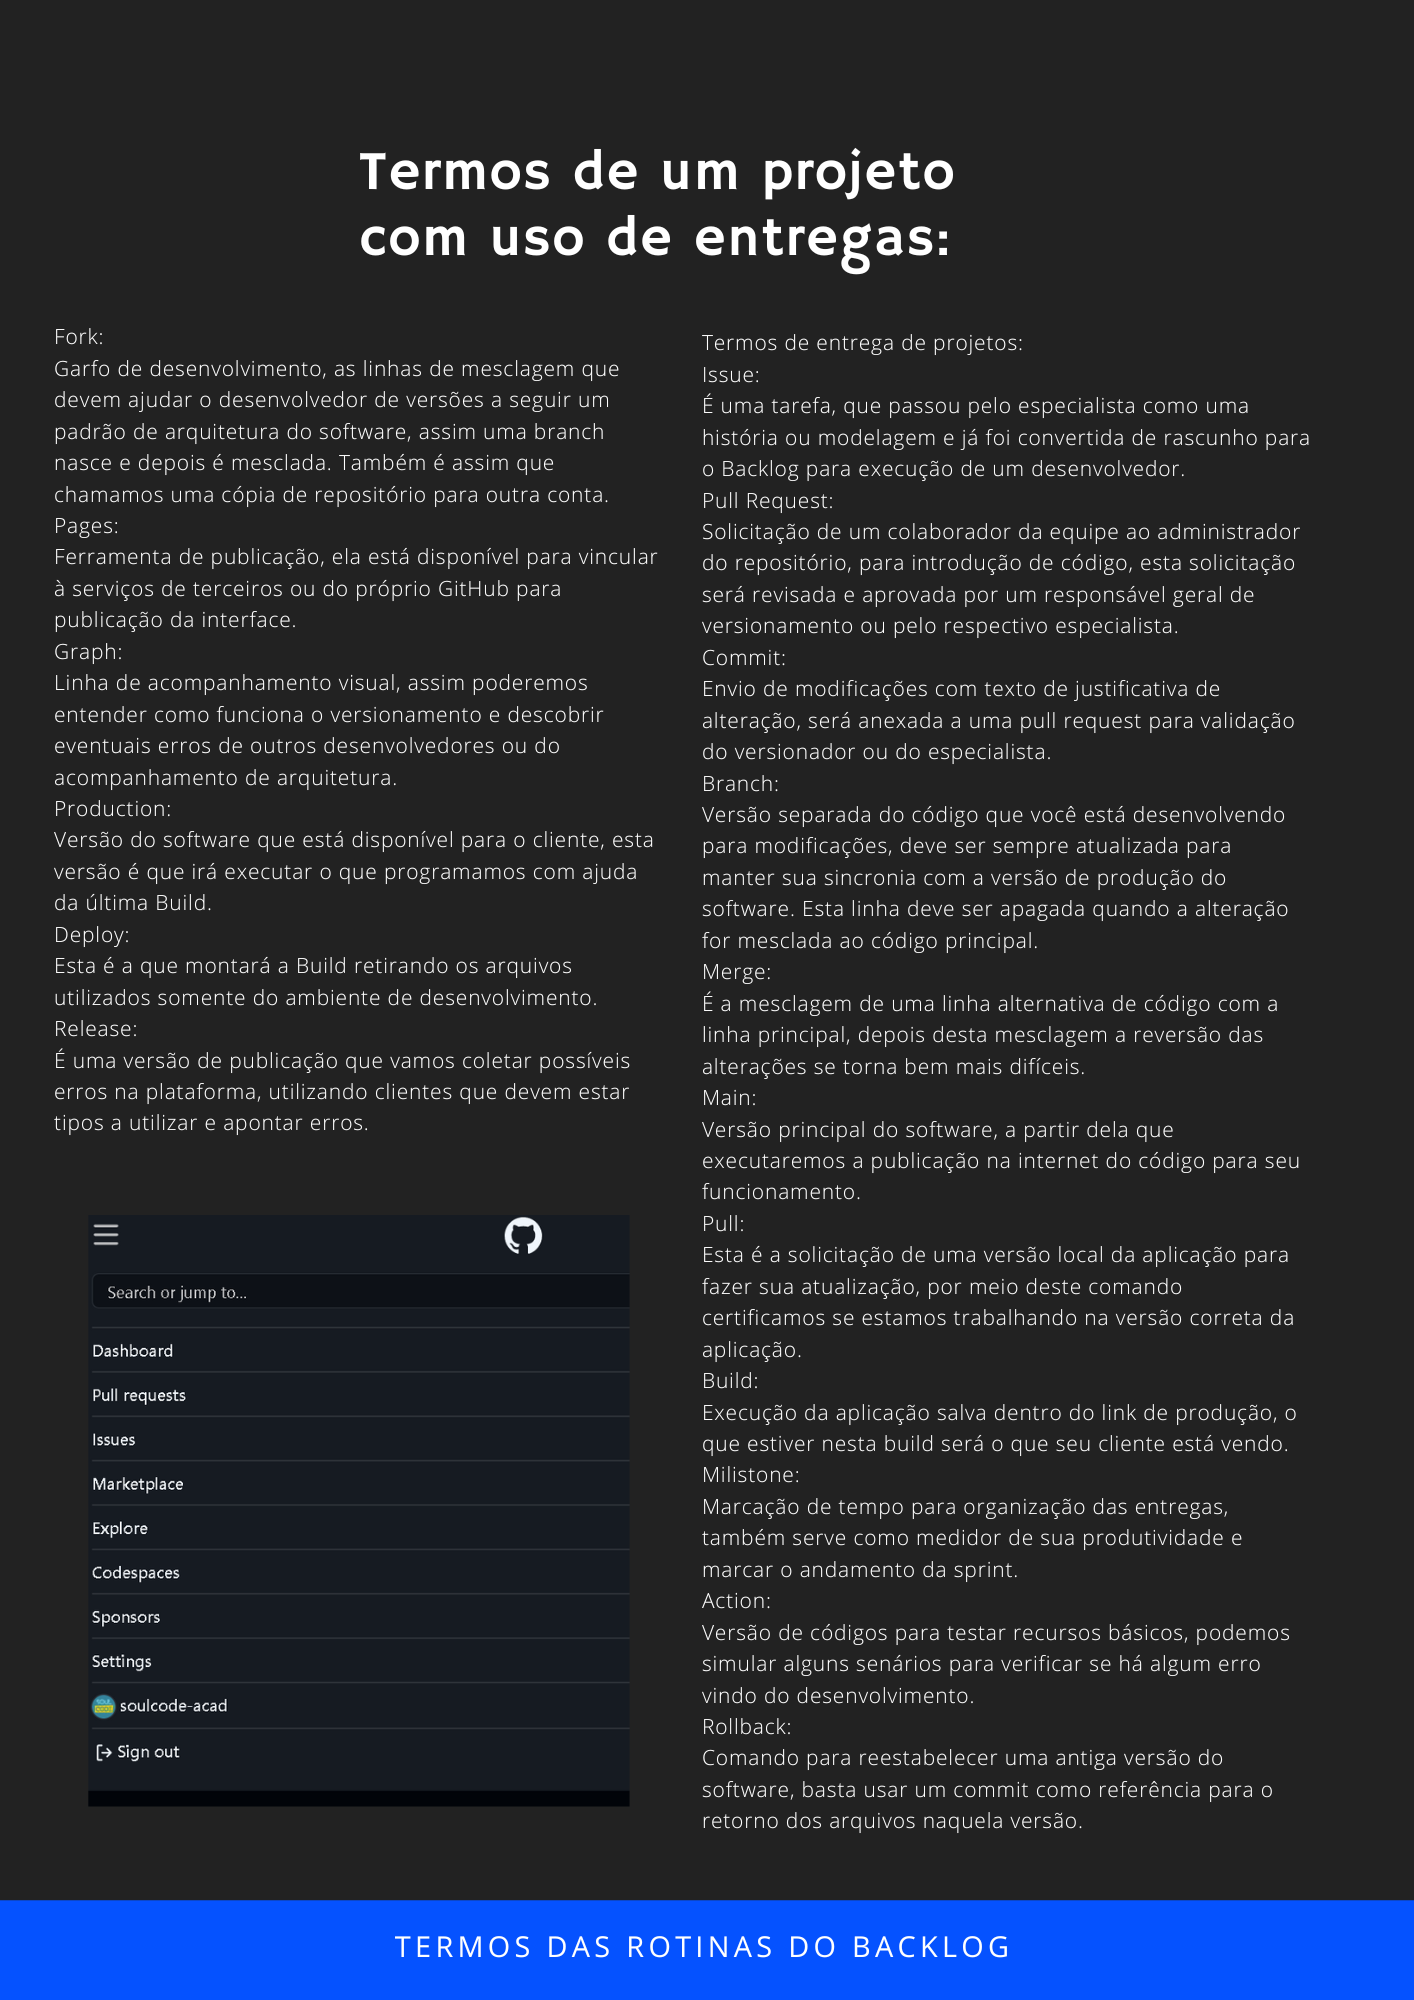 Termos de um projeto
com uso de entregas:
Fork:
Garfo de desenvolvimento, as linhas de mesclagem que
devem ajudar o desenvolvedor de versões a seguir um
padrão de arquitetura do software, assim uma branch
nasce e depois é mesclada. Também é assim que
chamamos uma cópia de repositório para outra conta.
Pages:
Ferramenta de publicação, ela está disponível para vincular
à serviços de terceiros ou do próprio GitHub para
publicação da interface.
Graph:
Linha de acompanhamento visual, assim poderemos
entender como funciona o versionamento e descobrir
eventuais erros de outros desenvolvedores ou do
acompanhamento de arquitetura.
Production:
Versão do software que está disponível para o cliente, esta
versão é que irá executar o que programamos com ajuda
da última Build.
Deploy:
Esta é a que montará a Build retirando os arquivos
utilizados somente do ambiente de desenvolvimento.
Release:
É uma versão de publicação que vamos coletar possíveis
erros na plataforma, utilizando clientes que devem estar
tipos a utilizar e apontar erros.
Search or jump to...
Dashboard
Pull requests
Issues
Marketplace
Explore
Codespaces
Sponsors
Settings
soulcode-acad
Sign out
Termos de entrega de projetos:
Issue:
É uma tarefa, que passou pelo especialista como uma
história ou modelagem e já foi convertida de rascunho para
o Backlog para execução de um desenvolvedor.
Pull Request:
Solicitação de um colaborador da equipe ao administrador
do repositório, para introdução de código, esta solicitação
será revisada e aprovada por um responsável geral de
versionamento ou pelo respectivo especialista.
Commit:
Envio de modificações com texto de justificativa de
alteração, será anexada a uma pull request para validação
do versionador ou do especialista.
Branch:
Versão separada do código que você está desenvolvendo
para modificações, deve ser sempre atualizada para
manter sua sincronia com a versão de produção do
software. Esta linha deve ser apagada quando a alteração
for mesclada ao código principal.
Merge:
É a mesclagem de uma linha alternativa de código com a
linha principal, depois desta mesclagem a reversão das
alterações se torna bem mais difíceis.
Main:
Versão principal do software, a partir dela que
executaremos a publicação na internet do código para seu
funcionamento.
Pull:
Esta é a solicitação de uma versão local da aplicação para
fazer sua atualização, por meio deste comando
certificamos se estamos trabalhando na versão correta da
aplicação.
Build:
Execução da aplicação salva dentro do link de produção, o
que estiver nesta build será o que seu cliente está vendo.
Milistone:
Marcação de tempo para organização das entregas,
também serve como medidor de sua produtividade e
marcar o andamento da sprint.
Action:
Versão de códigos para testar recursos básicos, podemos
simular alguns senários para verificar se há algum erro
vindo do desenvolvimento.
Rollback:
Comando para reestabelecer uma antiga versão do
software, basta usar um commit como referência para o
retorno dos arquivos naquela versão.
TERMOS DAS ROTINAS DO BACKLOG